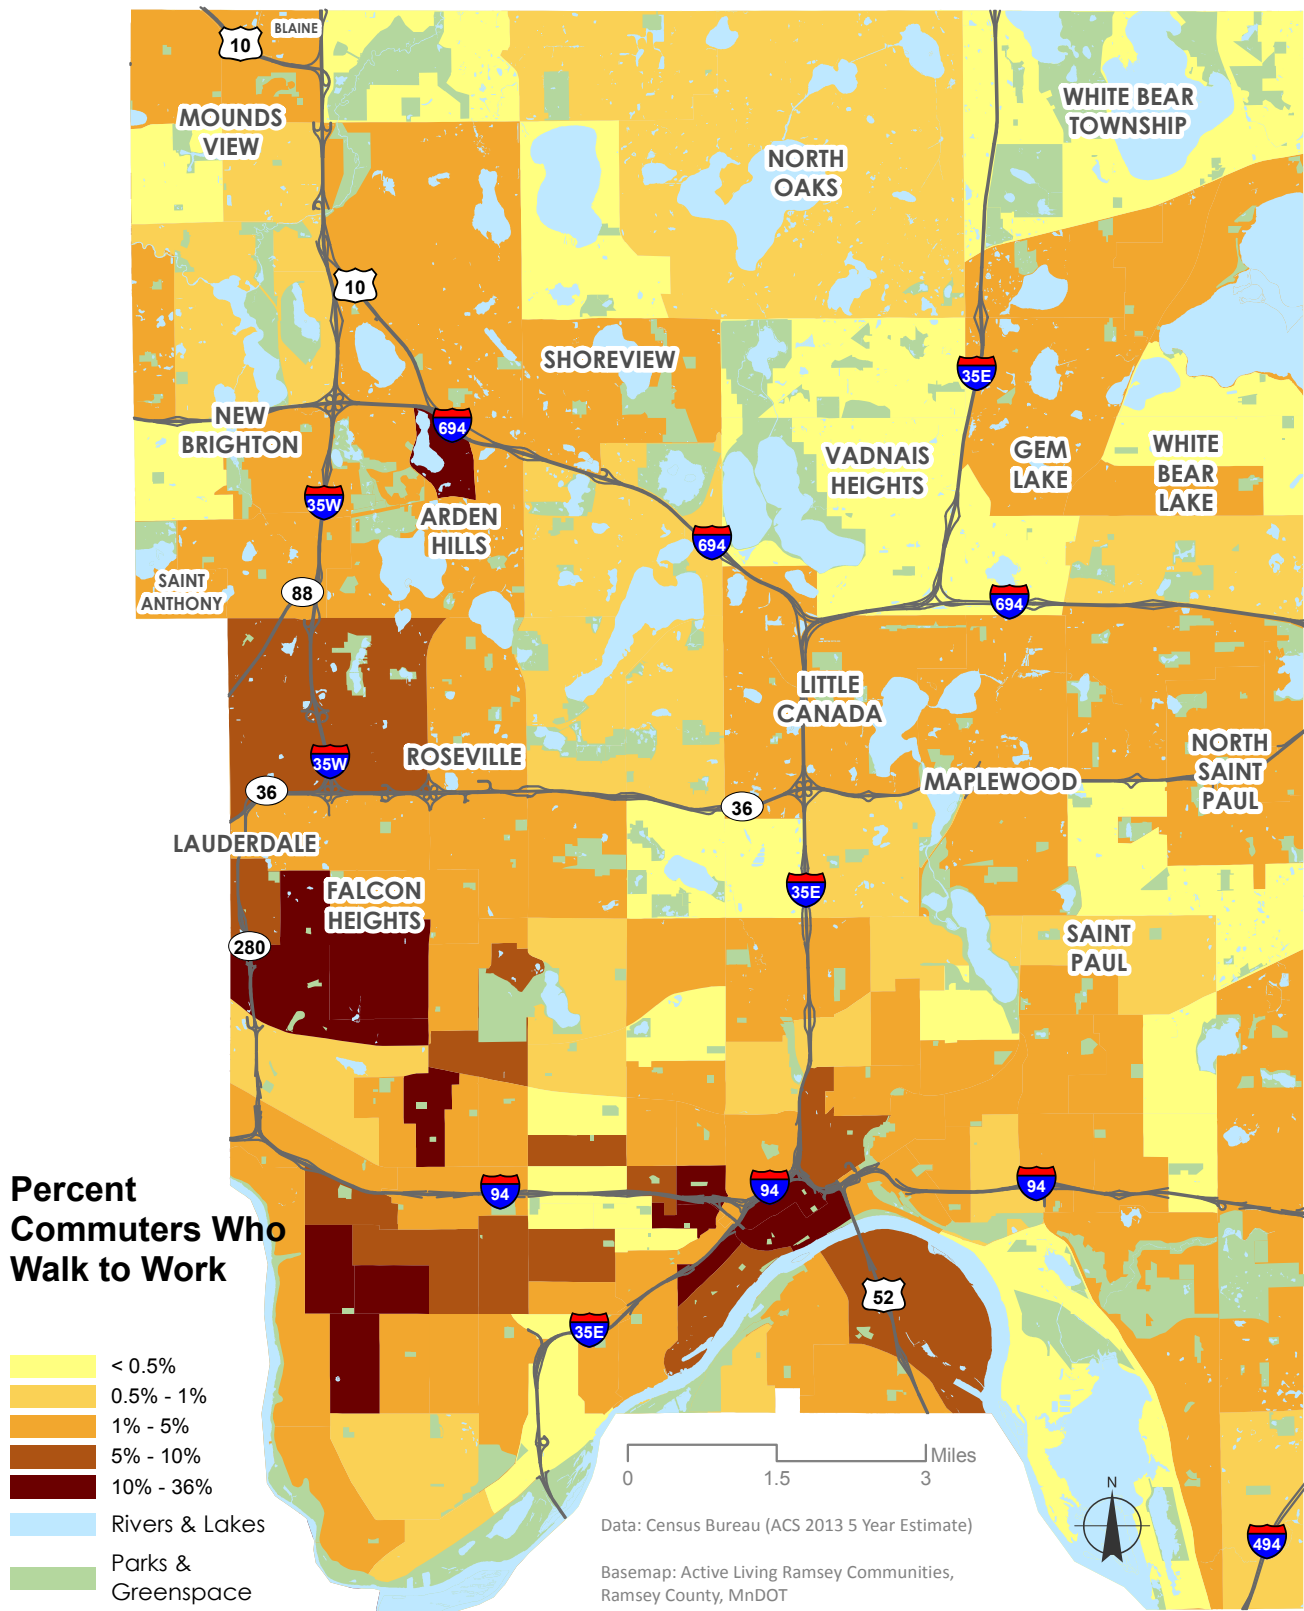 BLAINE
10
MOUNDS
VIEW
WHITE BEAR
TOWNSHIP
NORTH
OAKS
10
SHOREVIEW
35E
NEW
BRIGHTON
694
VADNAIS
HEIGHTS
GEM
LAKE
WHITE
BEAR
LAKE
35W
ARDEN
HILLS
694
SAINT
ANTHONY
88
694
LITTLE
CANADA
ROSEVILLE
35W
NORTH
SAINT
PAUL
MAPLEWOOD
36
36
LAUDERDALE
FALCON
HEIGHTS
35E
280
SAINT
PAUL
94
94
94
52
35E
Percent
Commuters Who
Walk to Work
< 0.5%
0.5% - 1%
1% - 5%
5% - 10%
10% - 36%
Rivers & Lakes
Parks &
Greenspace
Miles
0 1.5 3
N
494
Data: Census Bureau (ACS 2013 5 Year Estimate)
Basemap: Active Living Ramsey Communities,
Ramsey County, MnDOT